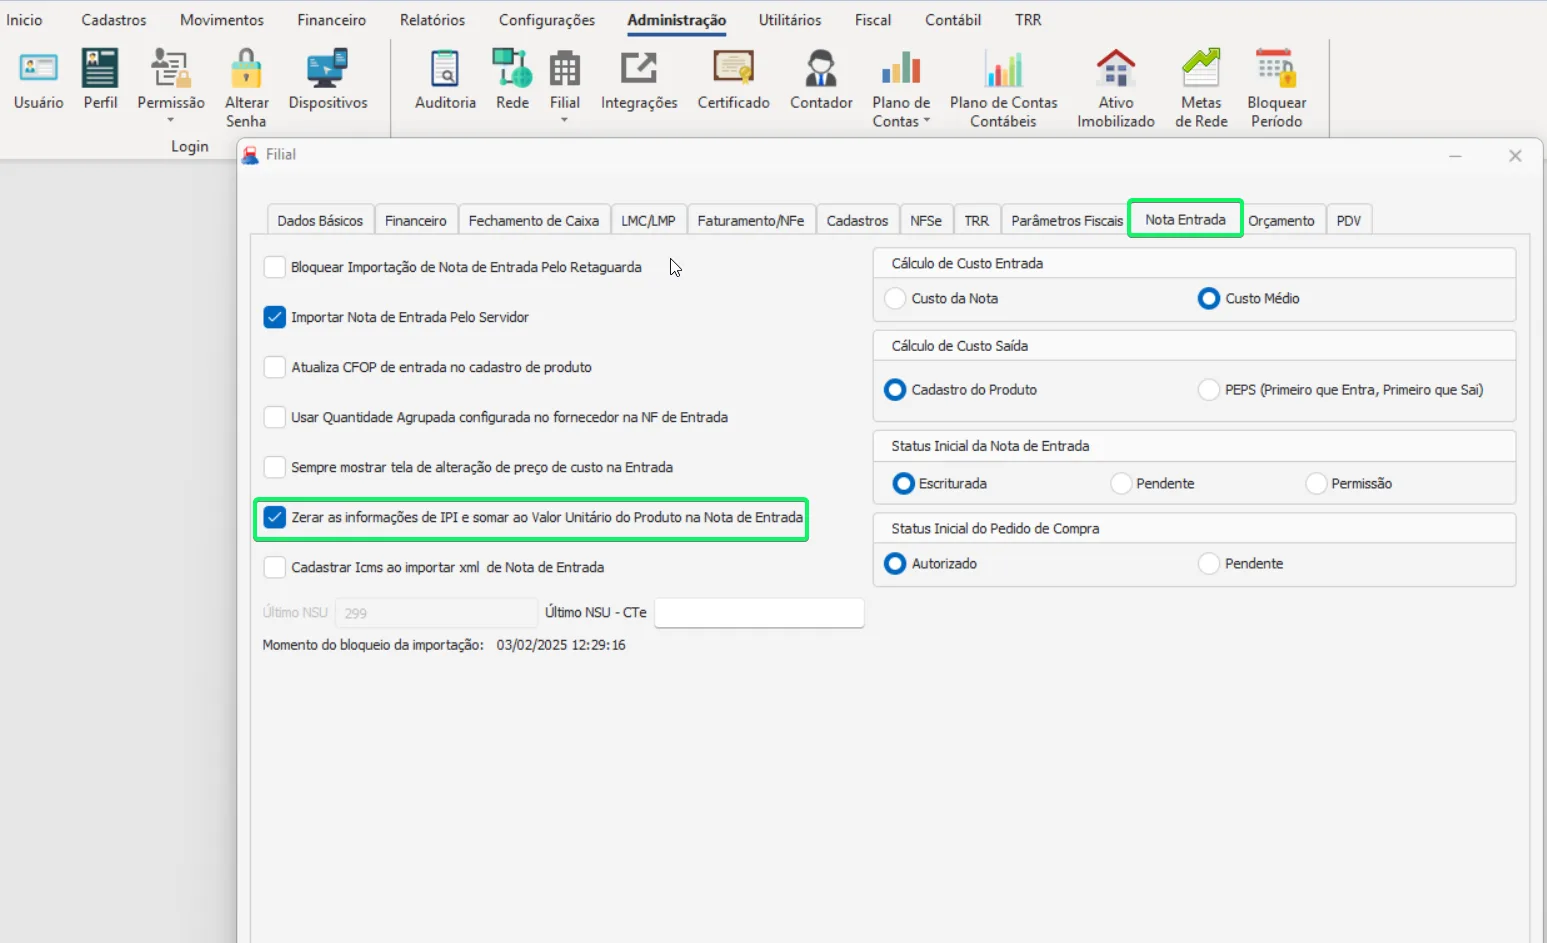 Inicio Cadastros Movimentos Financeiro Relatórios Configurações Administração Utilitários Fiscal Contábil TRR
Usuário Perfil Permissão Alterar Senha Dispositivos Auditoria Rede Filial Integrações Certificado Contador Plano de Contas Plano de Contas Contábeis Ativo Imobilizado Metas de Rede Bloquear Período
Login
Filial
Dados Básicos Financeiro Fechamento de Caixa LMC/LMP Faturamento/NFe Cadastros NFSe TRR Parâmetros Fiscais Nota Entrada Orçamento PDV
Bloquear Importação de Nota de Entrada Pelo Retaguarda
Importar Nota de Entrada Pelo Servidor
Atualiza CFOP de entrada no cadastro de produto
Usar Quantidade Agrupada configurada no fornecedor na NF de Entrada
Sempre mostrar tela de alteração de preço de custo na Entrada
Zerar as informações de IPI e somar ao Valor Unitário do Produto na Nota de Entrada
Cadastrar Icms ao importar xml de Nota de Entrada
Último NSU 299 Último NSU - CTe
Momento do bloqueio da importação: 03/02/2025 12:29:16
Cálculo de Custo Entrada
Custo da Nota Custo Médio
Cálculo de Custo Saída
Cadastro do Produto PEPS (Primeiro que Entra, Primeiro que Sai)
Status Inicial da Nota de Entrada
Escriturada Pendente Permissão
Status Inicial do Pedido de Compra
Autorizado Pendente